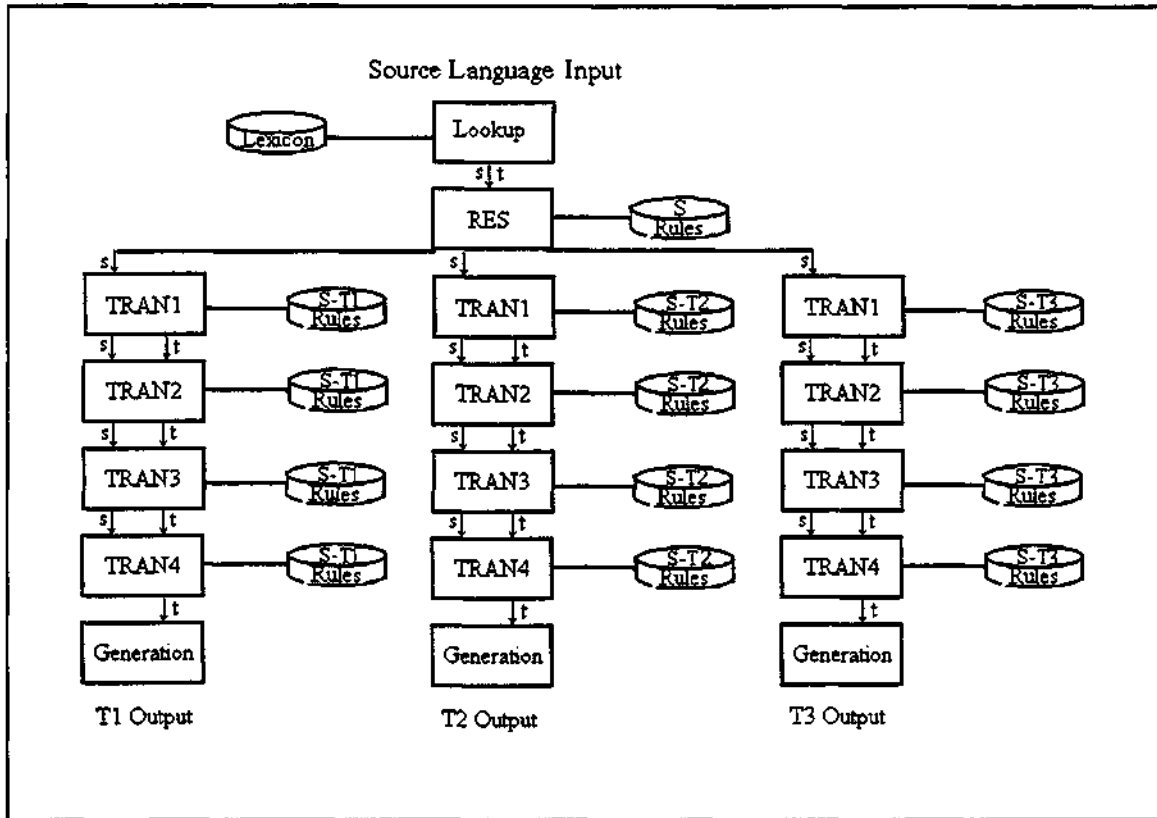 Source Language Input
Lexicon
Lookup
s t
RES
S
Rules
s s s
TRAN1
S-T1
Rules
TRAN1
S-T2
Rules
TRAN1
S-T3
Rules
s t s t s t
TRAN2
S-T1
Rules
TRAN2
S-T2
Rules
TRAN2
S-T3
Rules
s t s t s t
TRAN3
S-T1
Rules
TRAN3
S-T2
Rules
TRAN3
S-T3
Rules
s t s t s t
TRAN4
S-T1
Rules
TRAN4
S-T2
Rules
TRAN4
S-T3
Rules
t t t
Generation Generation Generation
T1 Output T2 Output T3 Output